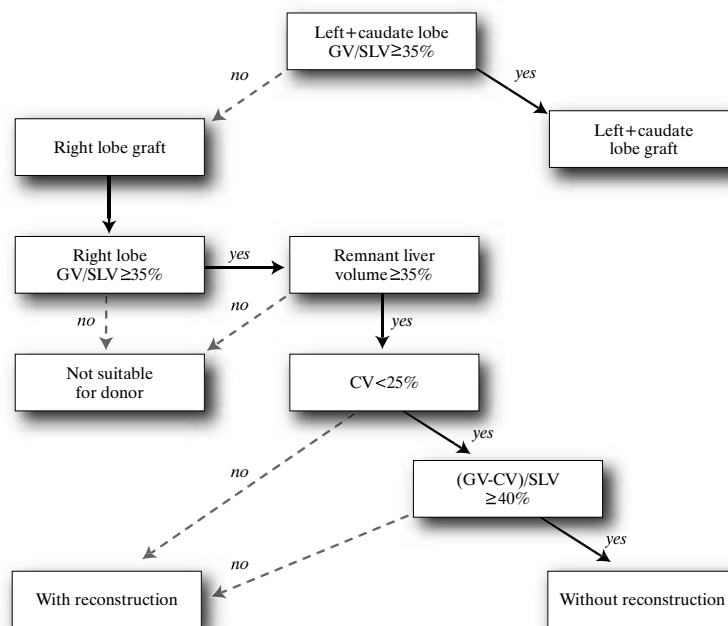 Left+caudate lobe
GV/SLV≥35%
no
yes
Right lobe graft
Left+caudate
lobe graft
Right lobe
GV/SLV≥35%
yes
Remnant liver
volume≥35%
no
no
yes
Not suitable
for donor
CV<25%
no
yes
(GV-CV)/SLV
≥40%
no
yes
With reconstruction
Without reconstruction